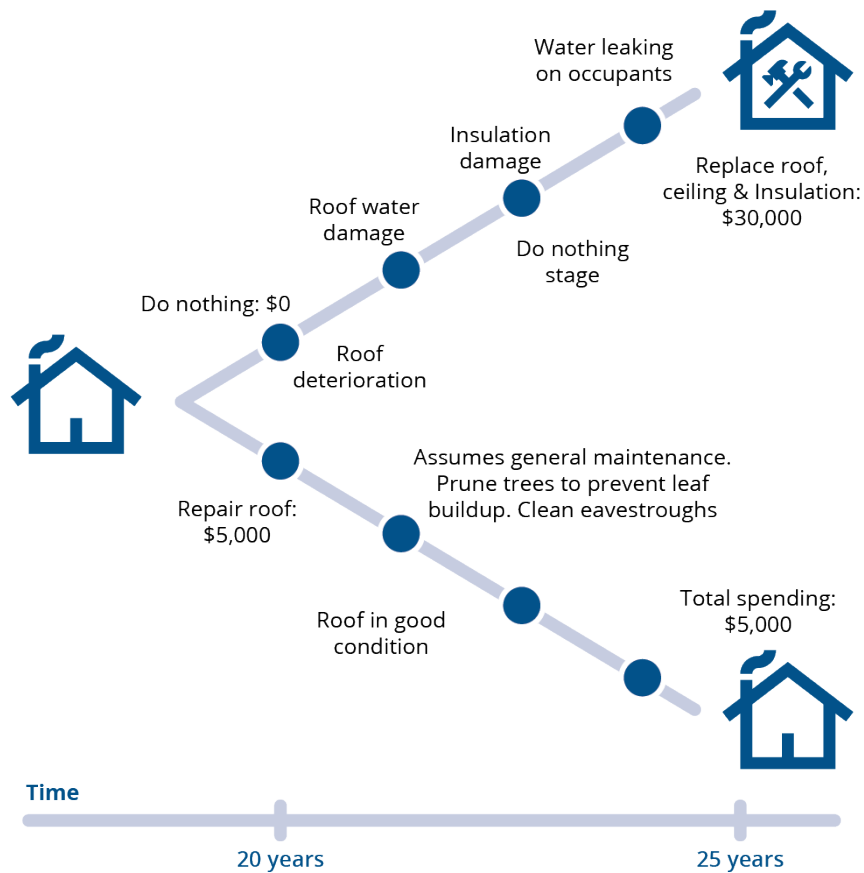 Water leaking
on occupants
Insulation
damage
Replace roof,
ceiling & Insulation:
$30,000
Roof water
damage
Do nothing
stage
Do nothing: $0
Roof
deterioration
Assumes general maintenance.
Prune trees to prevent leaf
buildup. Clean eavestroughs
Repair roof:
$5,000
Roof in good
condition
Total spending:
$5,000
Time
20 years
25 years